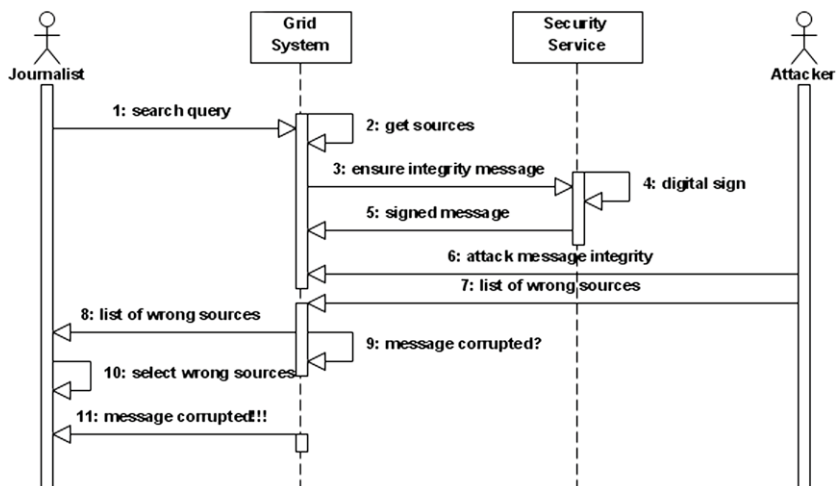 Grid
System
Security
Service
Journalist
Attacker
1: search query
2: get sources
3: ensure integrity message
4: digital sign
5: signed message
6: attack message integrity
7: list of wrong sources
8: list of wrong sources
9: message corrupted?
10: select wrong sources
11: message corrupted!!!